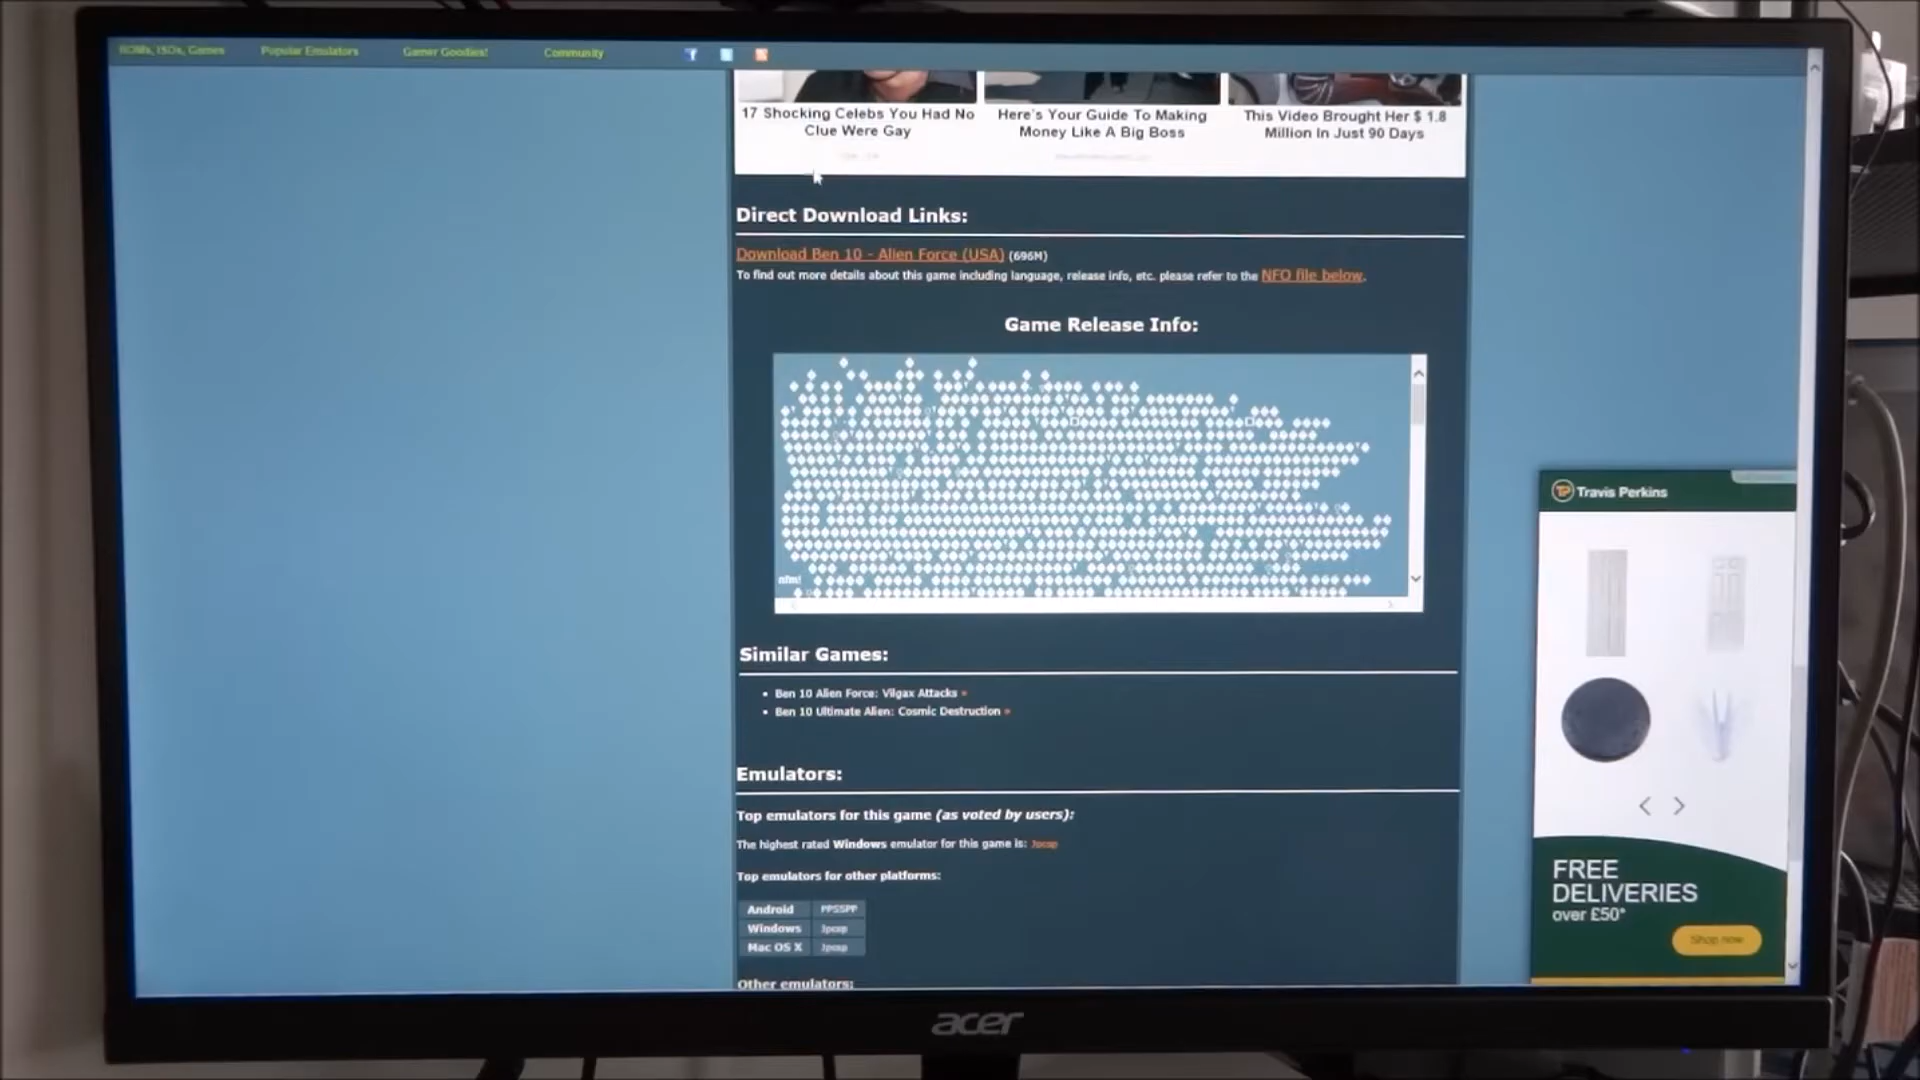 ROMs, ISOs, Games
Popular Emulators
Gamer Goodies!
Community
17 Shocking Celebs You Had No
Clue Were Gay
Here's Your Guide To Making
Money Like A Big Boss
This Video Brought Her $ 1.8
Million In Just 90 Days
Direct Download Links:
Download Ben 10 - Alien Force (USA) (696M)
To find out more details about this game including language, release info, etc. please refer to the NFO file below.
Game Release Info:
nfm!
Similar Games:
• Ben 10 Alien Force: Vilgax Attacks
• Ben 10 Ultimate Alien: Cosmic Destruction
Emulators:
Top emulators for this game (as voted by users):
The highest rated Windows emulator for this game is: Jpcsp
Top emulators for other platforms:
Android PPSSPP
Windows Jpcsp
Mac OS X Jpcsp
Other emulators:
TP Travis Perkins
FREE
DELIVERIES
over £50*
Shop now
acer